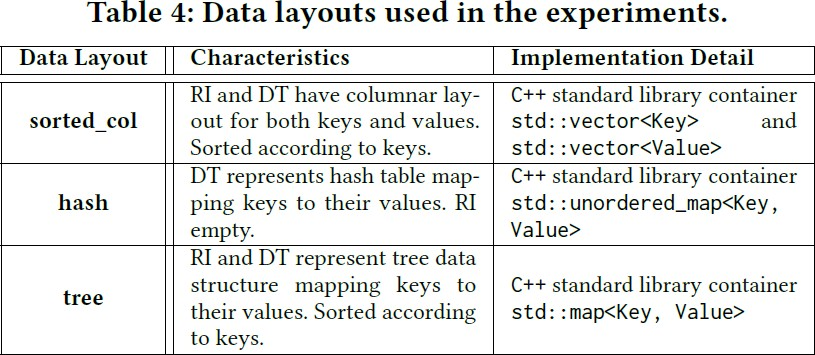 Table 4: Data layouts used in the experiments.
Data Layout Characteristics Implementation Detail
sorted_col
RI and DT have columnar lay-
out for both keys and values.
Sorted according to keys.
C++ standard library container
std::vector<Key> and
std::vector<Value>
hash
DT represents hash table map-
ping keys to their values. RI
empty.
C++ standard library container
std::unordered_map<Key,
Value>
tree
RI and DT represent tree data
structure mapping keys to
their values. Sorted according
to keys.
C++ standard library container
std::map<Key, Value>